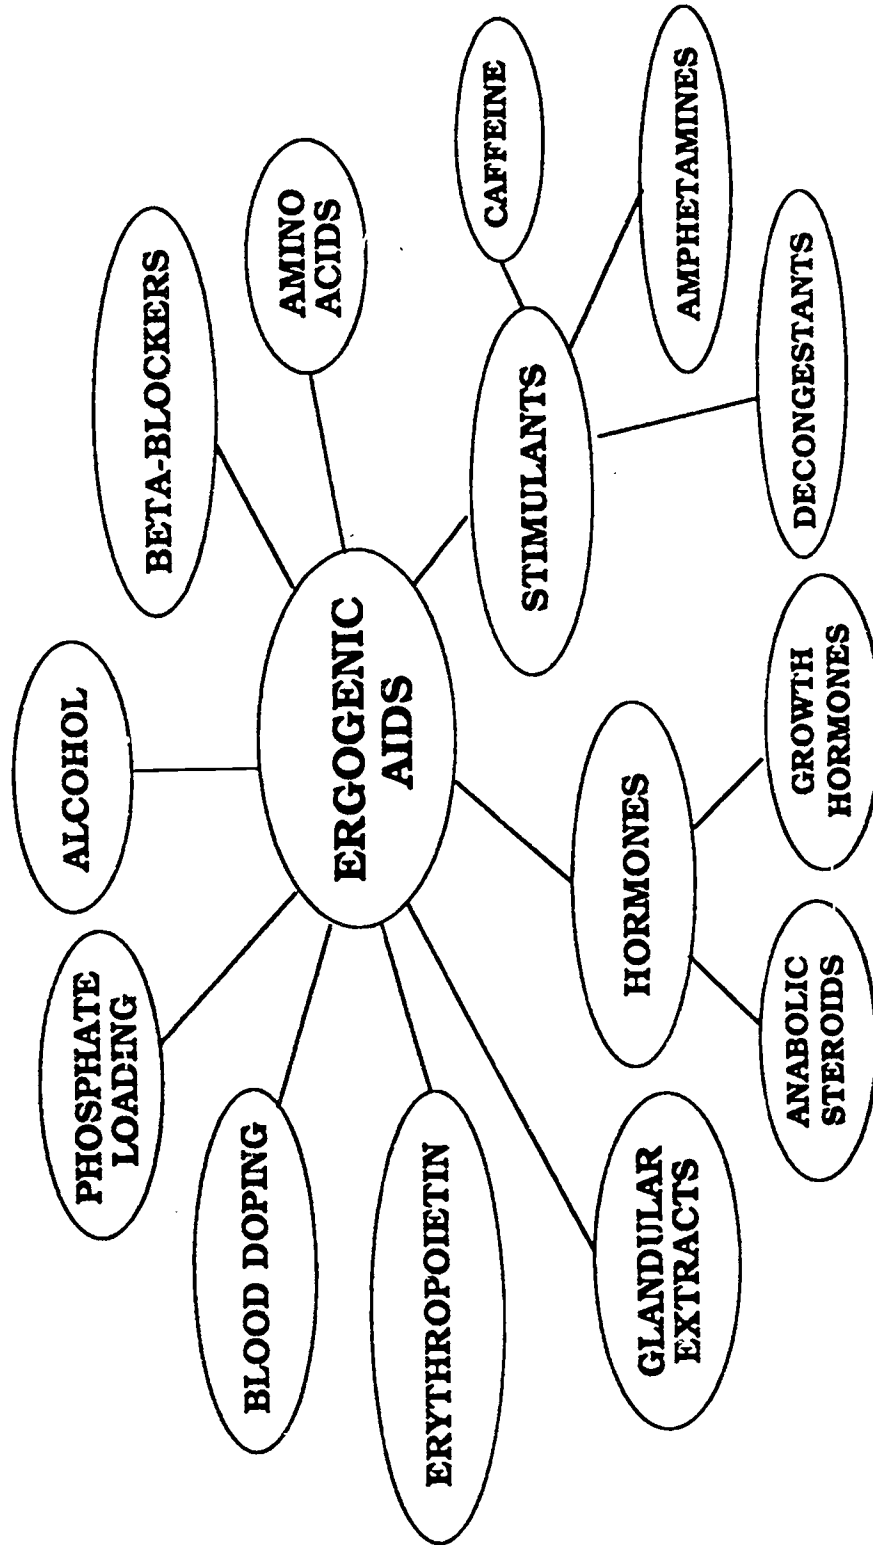 ALCOHOL
PHOSPHATE
LOADING
BETA-BLOCKERS
BLOOD DOPING
AMINO
ACIDS
ERGOGENIC
AIDS
ERYTHROPOIETIN
CAFFEINE
STIMULANTS
GLANDULAR
EXTRACTS
HORMONES
AMPHETAMINES
ANABOLIC
STEROIDS
GROWTH
HORMONES
DECONGESTANTS